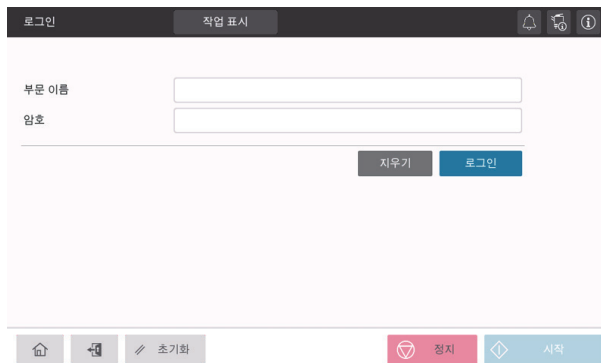 로그인 작업 표시
부문 이름
암호
지우기 로그인
초기화 정지 시작